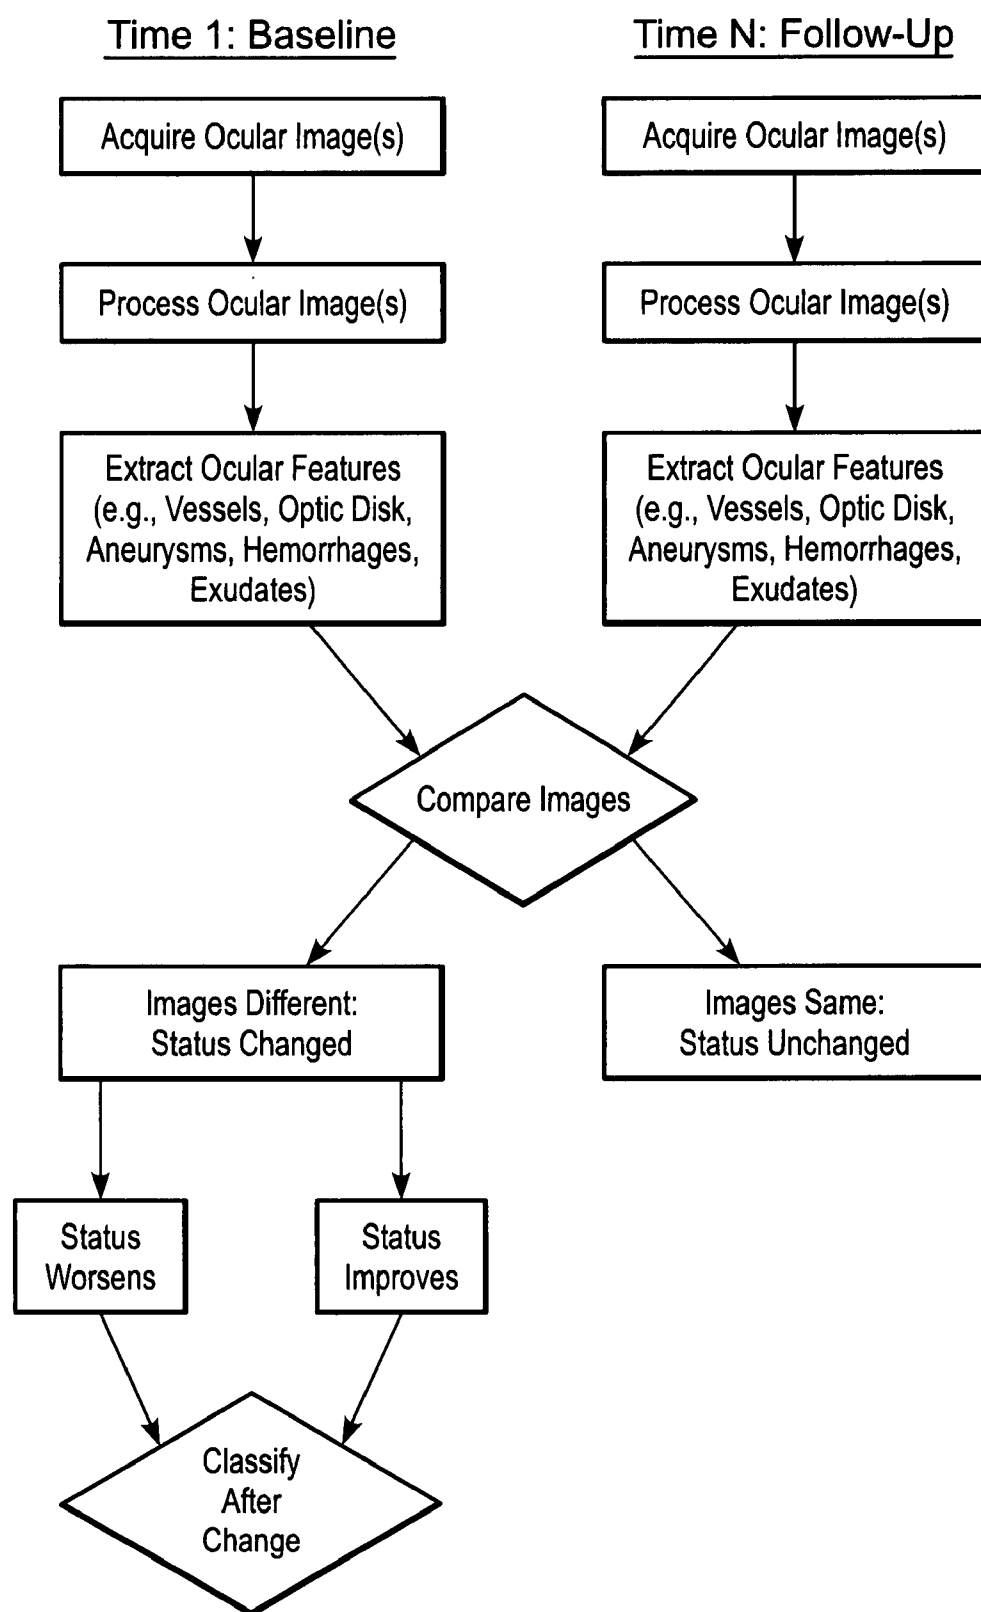 Time 1: Baseline
Time N: Follow-Up
Acquire Ocular Image(s)
Acquire Ocular Image(s)
Process Ocular Image(s)
Process Ocular Image(s)
Extract Ocular Features
(e.g., Vessels, Optic Disk,
Aneurysms, Hemorrhages,
Exudates)
Extract Ocular Features
(e.g., Vessels, Optic Disk,
Aneurysms, Hemorrhages,
Exudates)
Compare Images
Images Different:
Status Changed
Images Same:
Status Unchanged
Status
Worsens
Status
Improves
Classify
After
Change